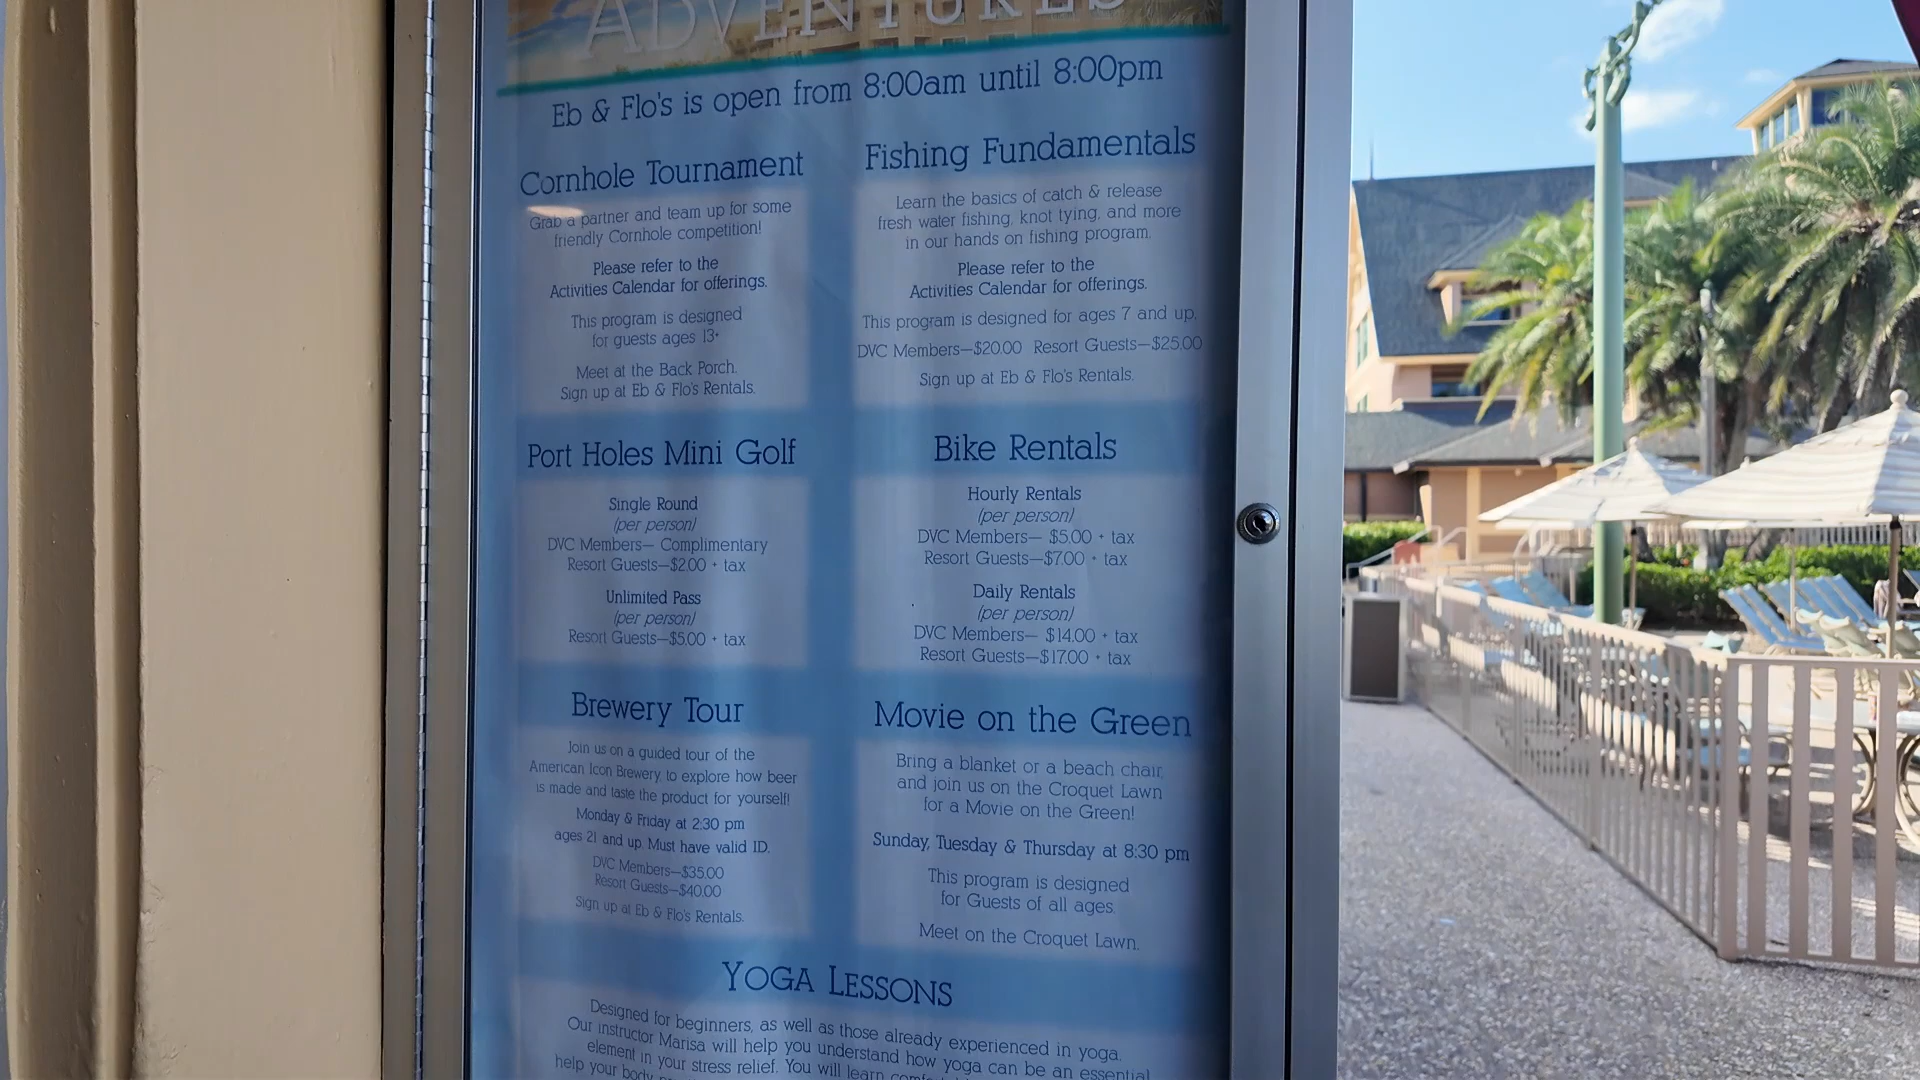 ADVENTURES
Eb & Flo's is open from 8:00am until 8:00pm
Cornhole Tournament
Grab a partner and team up for some
friendly Cornhole competition!
Please refer to the
Activities Calendar for offerings.
This program is designed
for guests ages 13+
Meet at the Back Porch.
Sign up at Eb & Flo's Rentals.
Fishing Fundamentals
Learn the basics of catch & release
fresh water fishing, knot tying, and more
in our hands on fishing program.
Please refer to the
Activities Calendar for offerings.
This program is designed for ages 7 and up.
DVC Members—$20.00 Resort Guests—$25.00
Sign up at Eb & Flo's Rentals.
Port Holes Mini Golf
Single Round
(per person)
DVC Members— Complimentary
Resort Guests—$2.00 + tax
Unlimited Pass
(per person)
Resort Guests—$5.00 + tax
Bike Rentals
Hourly Rentals
(per person)
DVC Members— $5.00 + tax
Resort Guests—$7.00 + tax
Daily Rentals
(per person)
DVC Members— $14.00 + tax
Resort Guests—$17.00 + tax
Brewery Tour
Join us on a guided tour of the
American Icon Brewery, to explore how beer
is made and taste the product for yourself!
Monday & Friday at 2:30 pm
ages 21 and up. Must have valid ID.
DVC Members—$35.00
Resort Guests—$40.00
Sign up at Eb & Flo's Rentals.
Movie on the Green
Bring a blanket or a beach chair,
and join us on the Croquet Lawn
for a Movie on the Green!
Sunday, Tuesday & Thursday at 8:30 pm
This program is designed
for Guests of all ages.
Meet on the Croquet Lawn.
YOGA LESSONS
Designed for beginners, as well as those already experienced in yoga.
Our instructor Marisa will help you understand how yoga can be an essential
element in your stress relief. You will learn
help your body